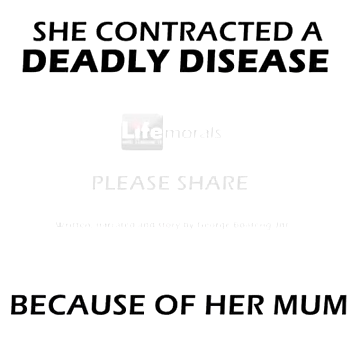 SHE CONTRACTED A
DEADLY DISEASE
Lifemorals
PLEASE SHARE
BECAUSE OF HER MUM